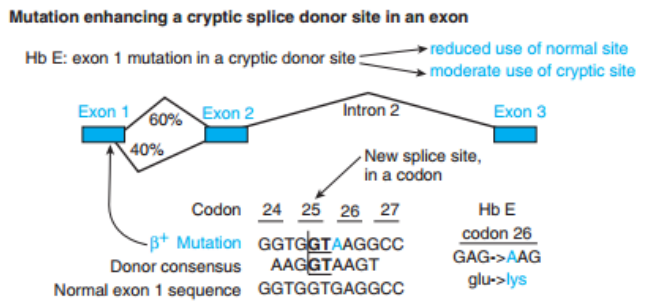 Mutation enhancing a cryptic splice donor site in an exon
Hb E: exon 1 mutation in a cryptic donor site
reduced use of normal site
moderate use of cryptic site
Exon 1
60%
40%
Exon 2
Intron 2
Exon 3
New splice site,
in a codon
Codon 24 25 26 27
β+ Mutation GGTGGTAAGGCC
Donor consensus AAGGTAAGT
Normal exon 1 sequence GGTGGTGAGGCC
Hb E
codon 26
GAG->AAG
glu->lys